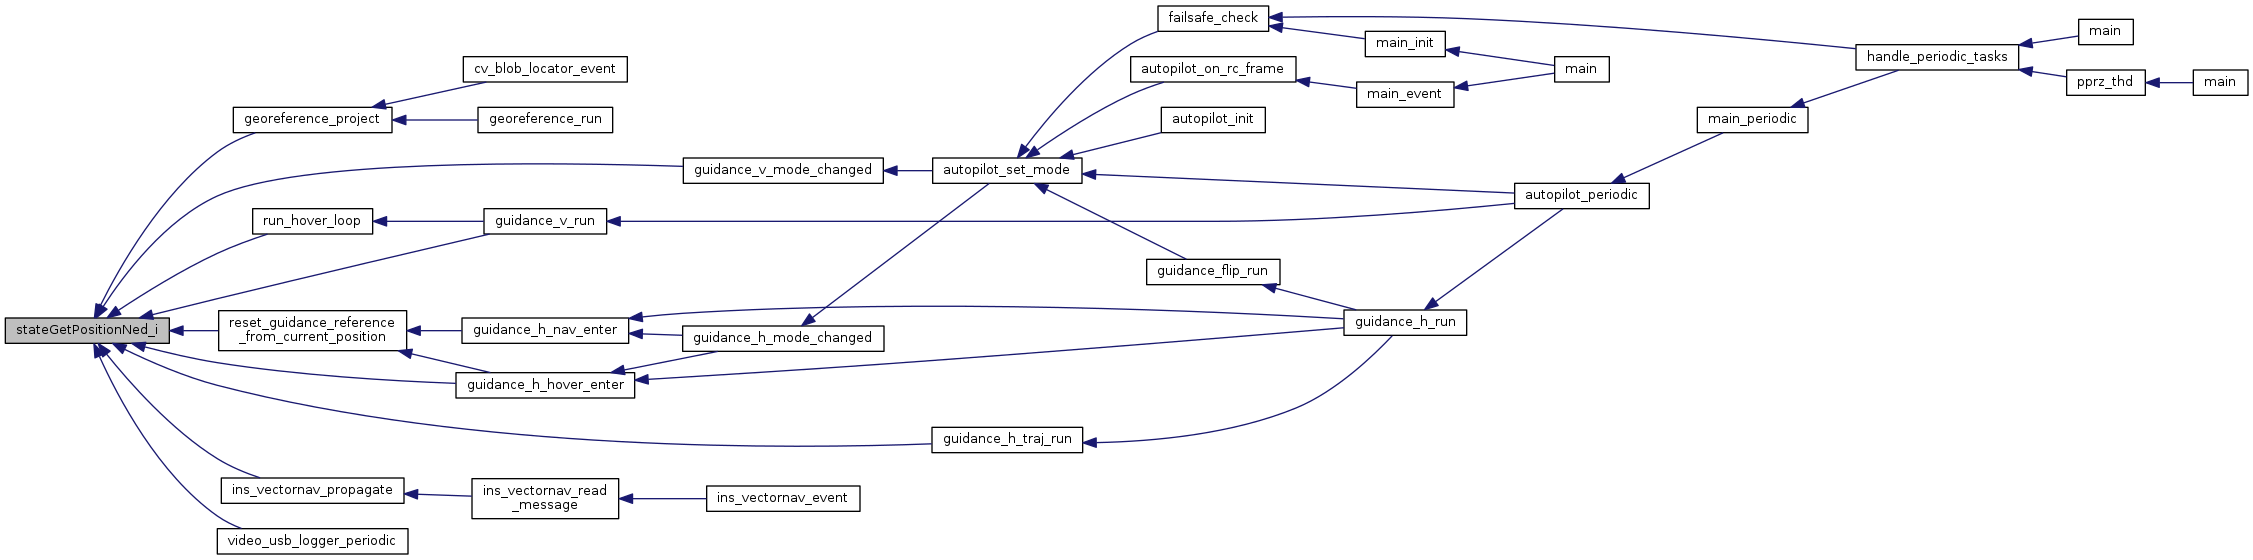 stateGetPositionNed_i
georeference_project
cv_blob_locator_event
georeference_run
guidance_v_mode_changed
run_hover_loop
guidance_v_run
reset_guidance_reference
_from_current_position
guidance_h_nav_enter
guidance_h_hover_enter
guidance_h_mode_changed
guidance_h_traj_run
ins_vectornav_propagate
ins_vectornav_read
_message
ins_vectornav_event
video_usb_logger_periodic
autopilot_set_mode
failsafe_check
main_init
autopilot_on_rc_frame
main_event
main
autopilot_init
guidance_flip_run
guidance_h_run
autopilot_periodic
main_periodic
handle_periodic_tasks
main
pprz_thd
main